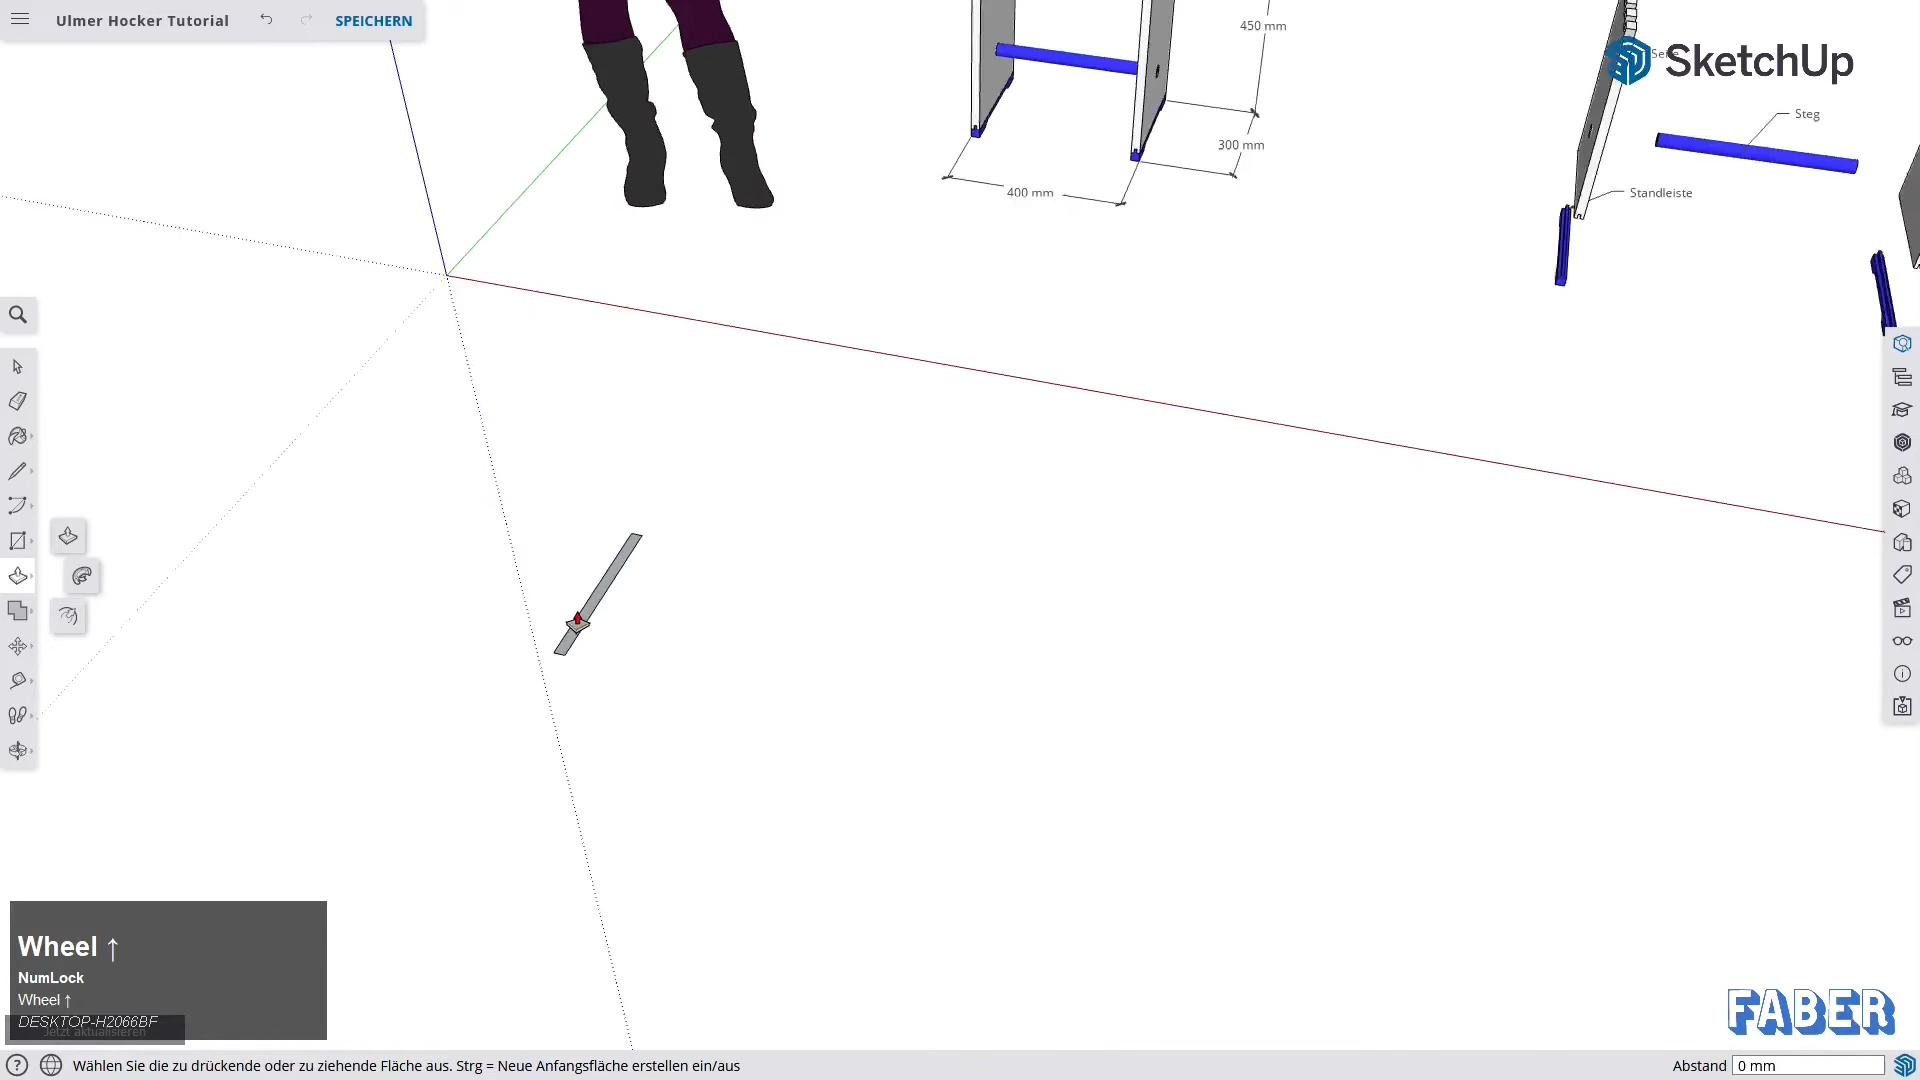 Ulmer Hocker Tutorial
SPEICHERN
450 mm
300 mm
400 mm
SketchUp
Steg
Standleiste
Wheel ↑
NumLock
Wheel ↑
DESKTOP-H2066BF
Jetzt aktualisieren
FABER
Wählen Sie die zu drückende oder zu ziehende Fläche aus. Strg = Neue Anfangsfläche erstellen ein/aus
Abstand 0 mm